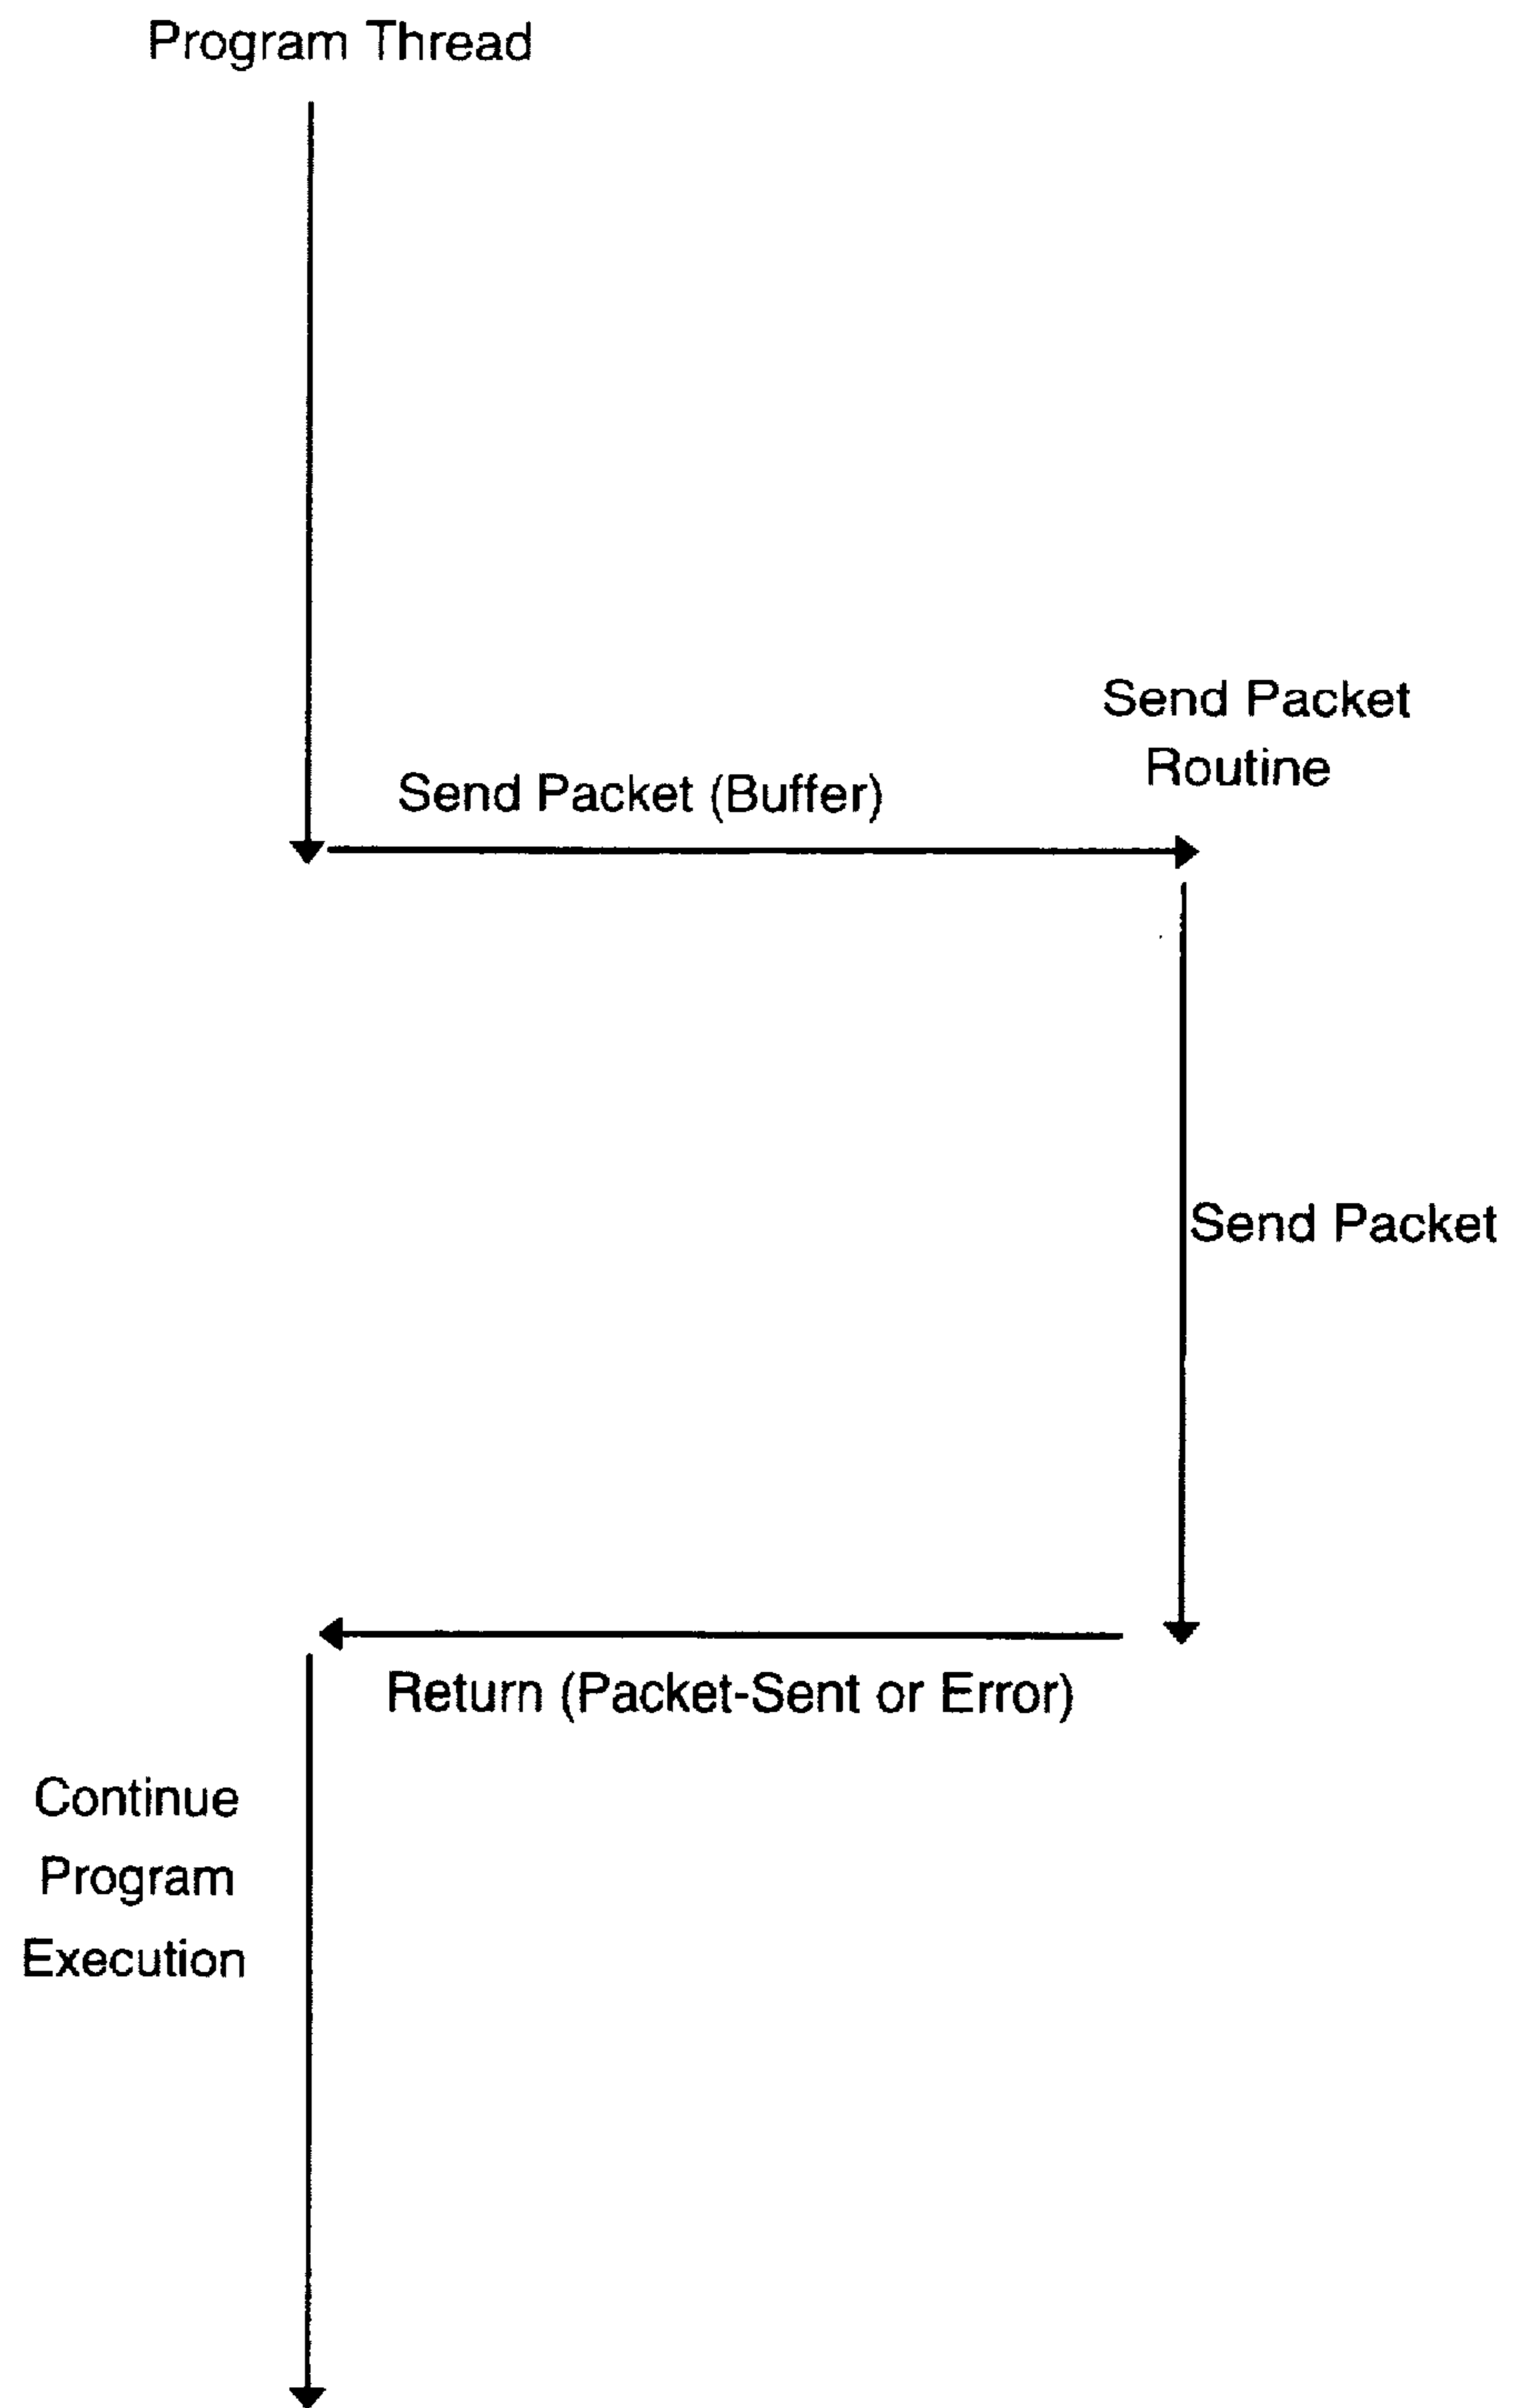 Program Thread
Send Packet
Routine
Send Packet (Buffer)
Send Packet
Return (Packet-Sent or Error)
Continue
Program
Execution